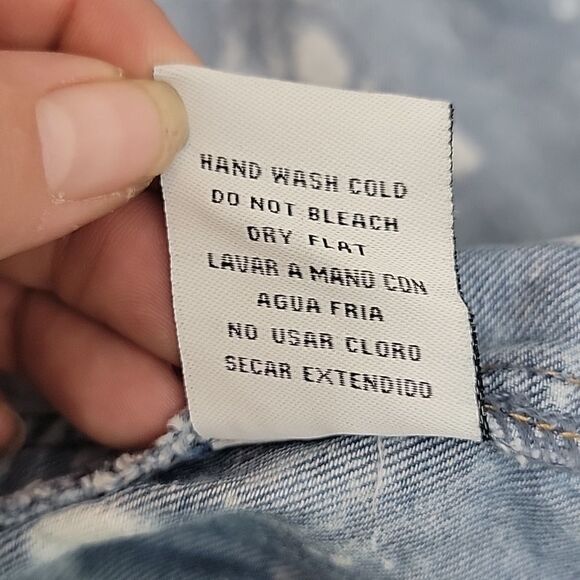 HAND WASH COLD
DO NOT BLEACH
DRY FLAT
LAVAR A MANO CON
AGUA FRIA
NO USAR CLORO
SECAR EXTENDIDO